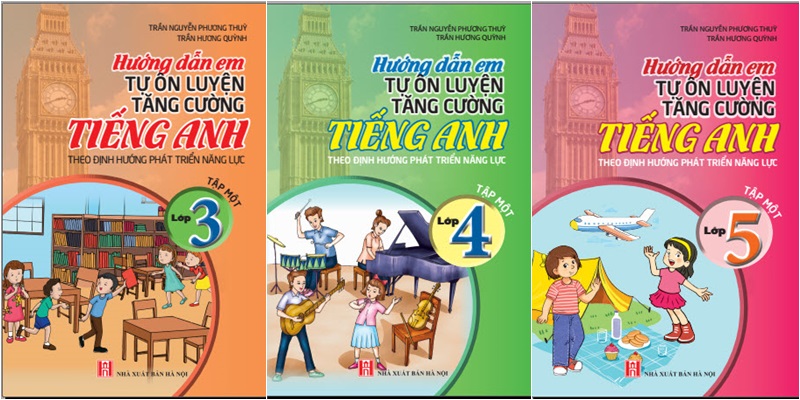 TRẦN NGUYỄN PHƯƠNG THUỲ
TRẦN HƯƠNG QUỲNH
Hướng dẫn em
TỰ ÔN LUYỆN
TĂNG CƯỜNG
TIẾNG ANH
THEO ĐỊNH HƯỚNG PHÁT TRIỂN NĂNG LỰC
TẬP MỘT
Lớp 3
NHÀ XUẤT BẢN HÀ NỘI
TRẦN NGUYỄN PHƯƠNG THUỲ
TRẦN HƯƠNG QUỲNH
Hướng dẫn em
TỰ ÔN LUYỆN
TĂNG CƯỜNG
TIẾNG ANH
THEO ĐỊNH HƯỚNG PHÁT TRIỂN NĂNG LỰC
TẬP MỘT
Lớp 4
NHÀ XUẤT BẢN HÀ NỘI
TRẦN NGUYỄN PHƯƠNG THUỲ
TRẦN HƯƠNG QUỲNH
Hướng dẫn em
TỰ ÔN LUYỆN
TĂNG CƯỜNG
TIẾNG ANH
THEO ĐỊNH HƯỚNG PHÁT TRIỂN NĂNG LỰC
TẬP MỘT
Lớp 5
NHÀ XUẤT BẢN HÀ NỘI